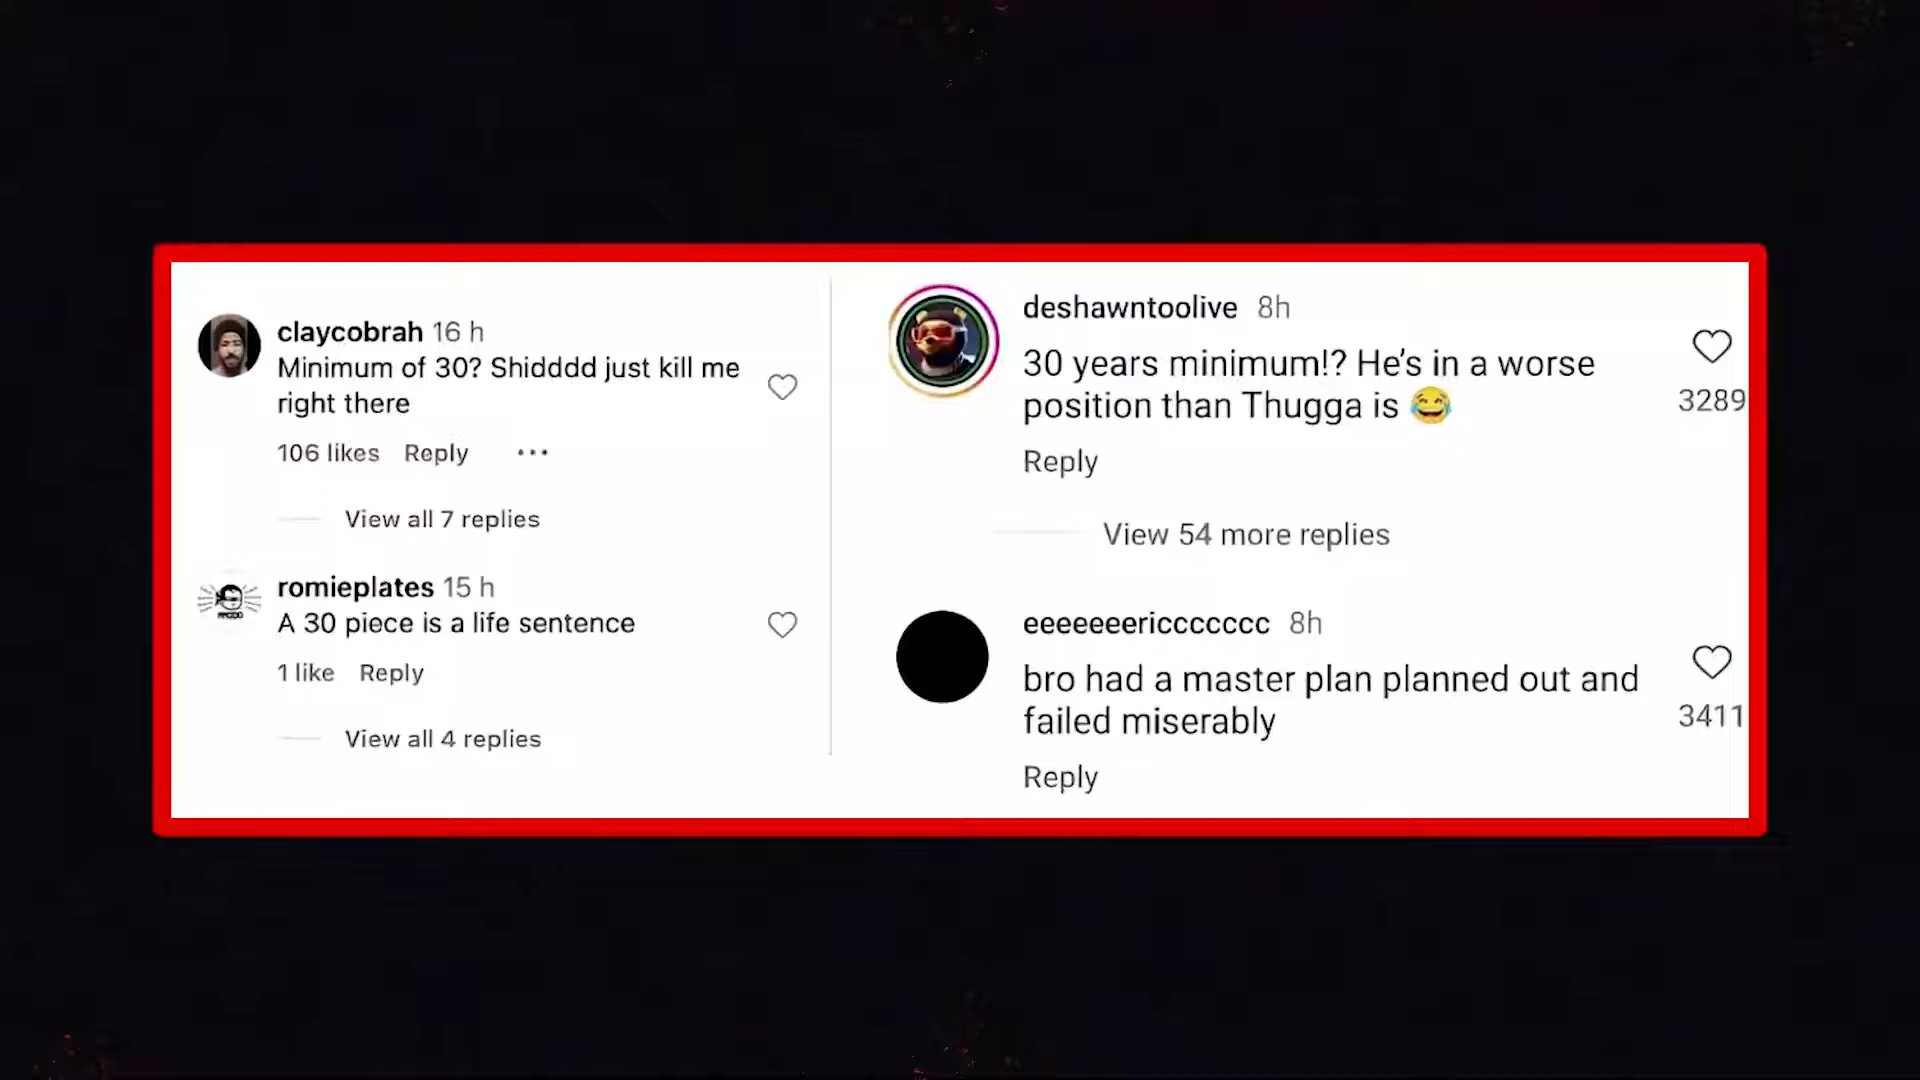 claycobrah 16 h
Minimum of 30? Shidddd just kill me
right there
106 likes Reply ...
View all 7 replies
romieplates 15 h
A 30 piece is a life sentence
1 like Reply
View all 4 replies
deshawntoolive 8h
30 years minimum!? He's in a worse
position than Thugga is 😂
3289
Reply
View 54 more replies
eeeeeeericcccccc 8h
bro had a master plan planned out and
failed miserably
3411
Reply